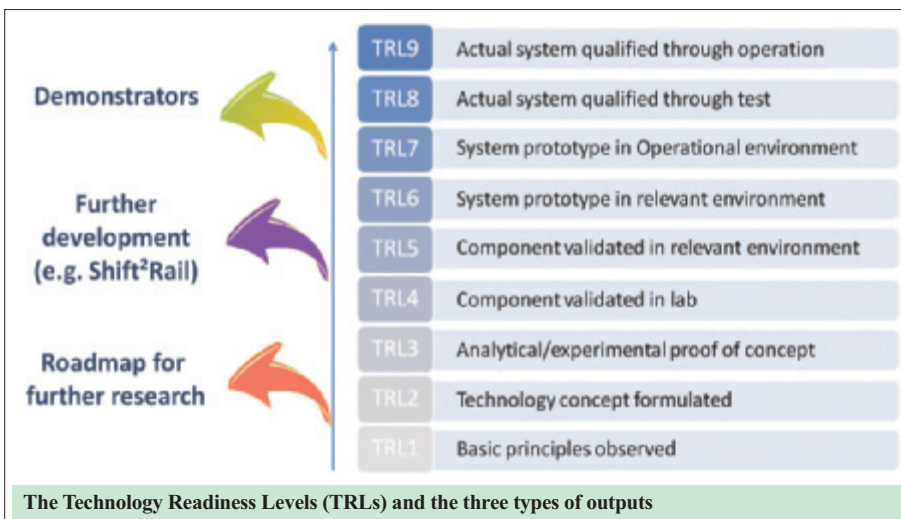 Demonstrators
Further
development
(e.g. Shift²Rail)
Roadmap for
further research
TRL9 Actual system qualified through operation
TRL8 Actual system qualified through test
TRL7 System prototype in Operational environment
TRL6 System prototype in relevant environment
TRL5 Component validated in relevant environment
TRL4 Component validated in lab
TRL3 Analytical/experimental proof of concept
TRL2 Technology concept formulated
TRL1 Basic principles observed
The Technology Readiness Levels (TRLs) and the three types of outputs